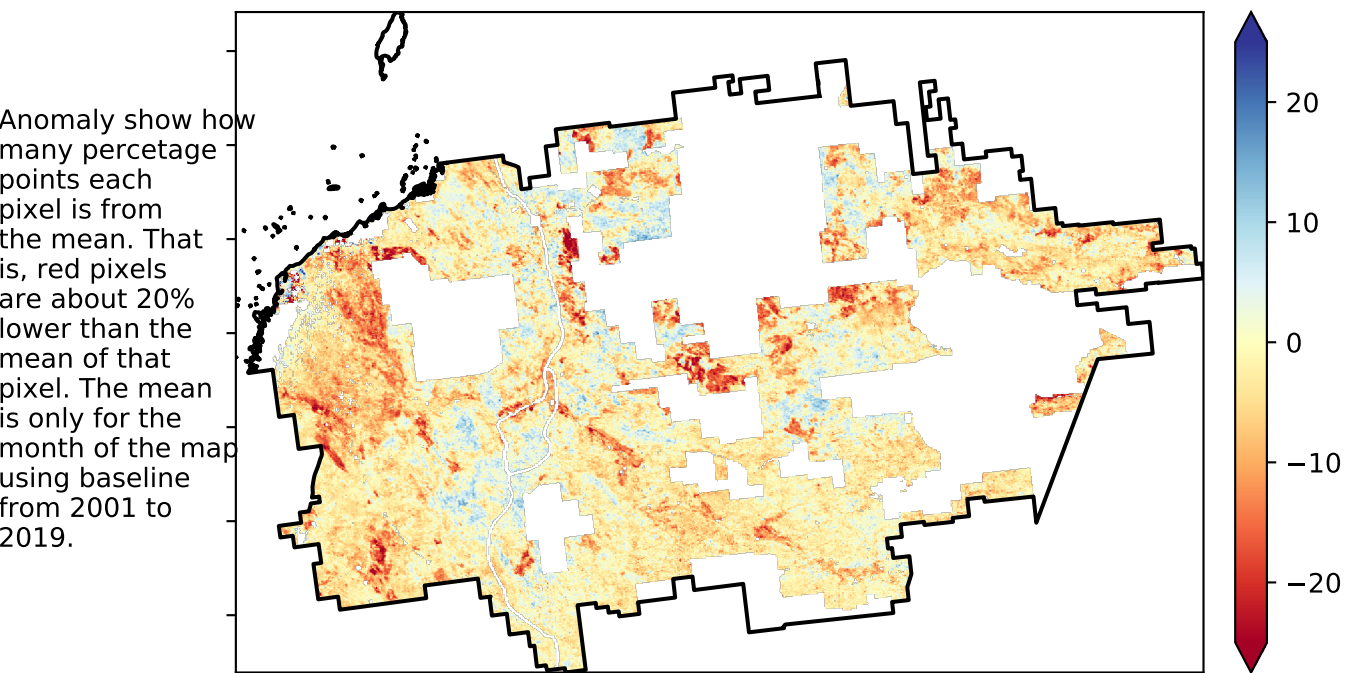 Anomaly show how
many percetage
points each
pixel is from
the mean. That
is, red pixels
are about 20%
lower than the
mean of that
pixel. The mean
is only for the
month of the map
using baseline
from 2001 to
2019.
20
10
0
−10
−20